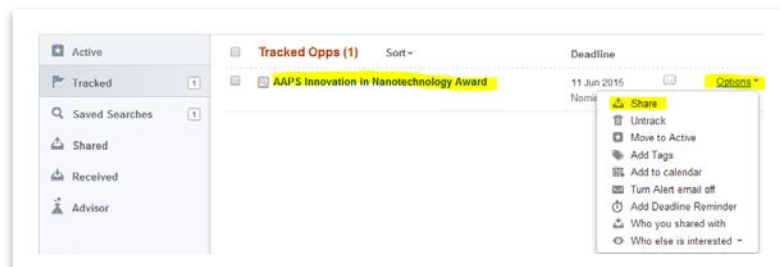 Active
Tracked 1
Saved Searches 1
Shared
Received
Advisor
Tracked Opps (1) Sort Deadline
AAPS Innovation in Nanotechnology Award 11 Jun 2015 Options
Share
Untrack
Move to Active
Add Tags
Add to calendar
Turn Alert email off
Add Deadline Reminder
Who you shared with
Who else is interested